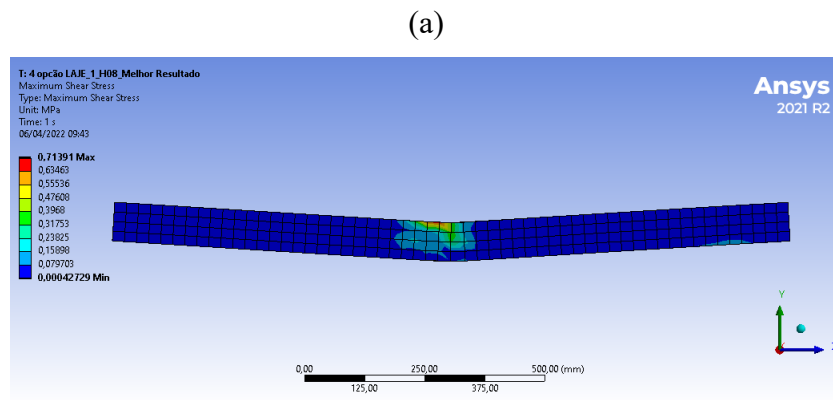 (a)
T: 4 opção LAJE_1_H08_Melhor Resultado
Maximum Shear Stress
Type: Maximum Shear Stress
Unit: MPa
Time: 1 s
06/04/2022 09:43
Ansys
2021 R2
0,71391 Max
0,63463
0,55536
0,47608
0,3968
0,31753
0,23825
0,15898
0,079703
0,00042729 Min
Y
0,00 250,00 500,00 (mm)
125,00 375,00